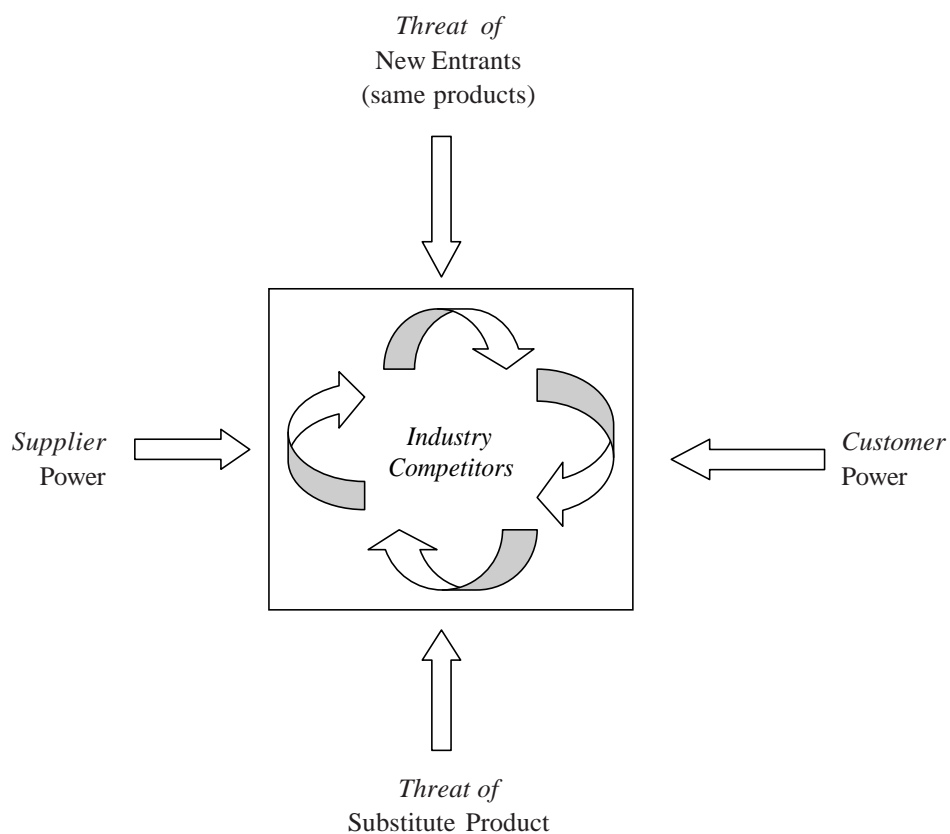 Threat of
New Entrants
(same products)
Industry
Competitors
Supplier
Power
Customer
Power
Threat of
Substitute Product